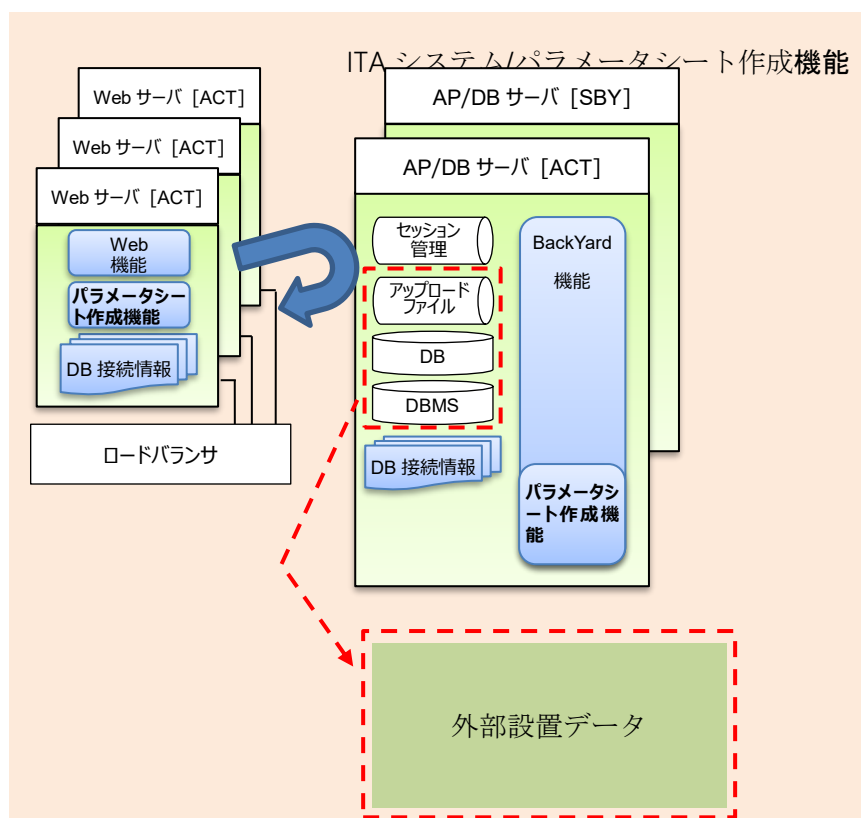 ITA システム/パラメータシート作成機能
Web サーバ [ACT]
Web サーバ [ACT]
Web サーバ [ACT]
Web
機能
パラメータシー
ト作成機能
DB 接続情報
ロードバランサ
AP/DB サーバ [SBY]
AP/DB サーバ [ACT]
セッション
管理
アップロード
ファイル
DB
DBMS
DB 接続情報
BackYard
機能
パラメータシ
ート作成機
能
外部設置データ